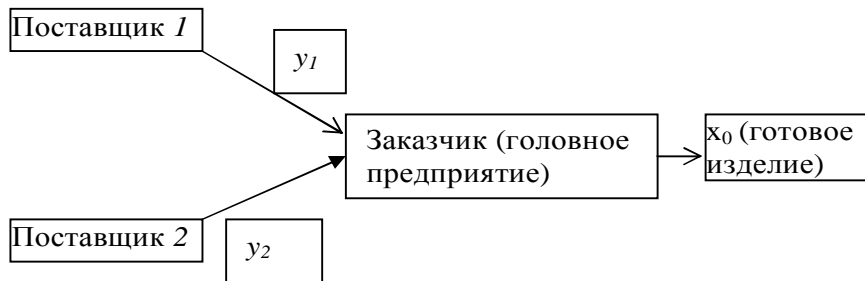 Поставщик 1
y₁
Заказчик (головное
предприятие)
x₀ (готовое
изделие)
Поставщик 2
y₂